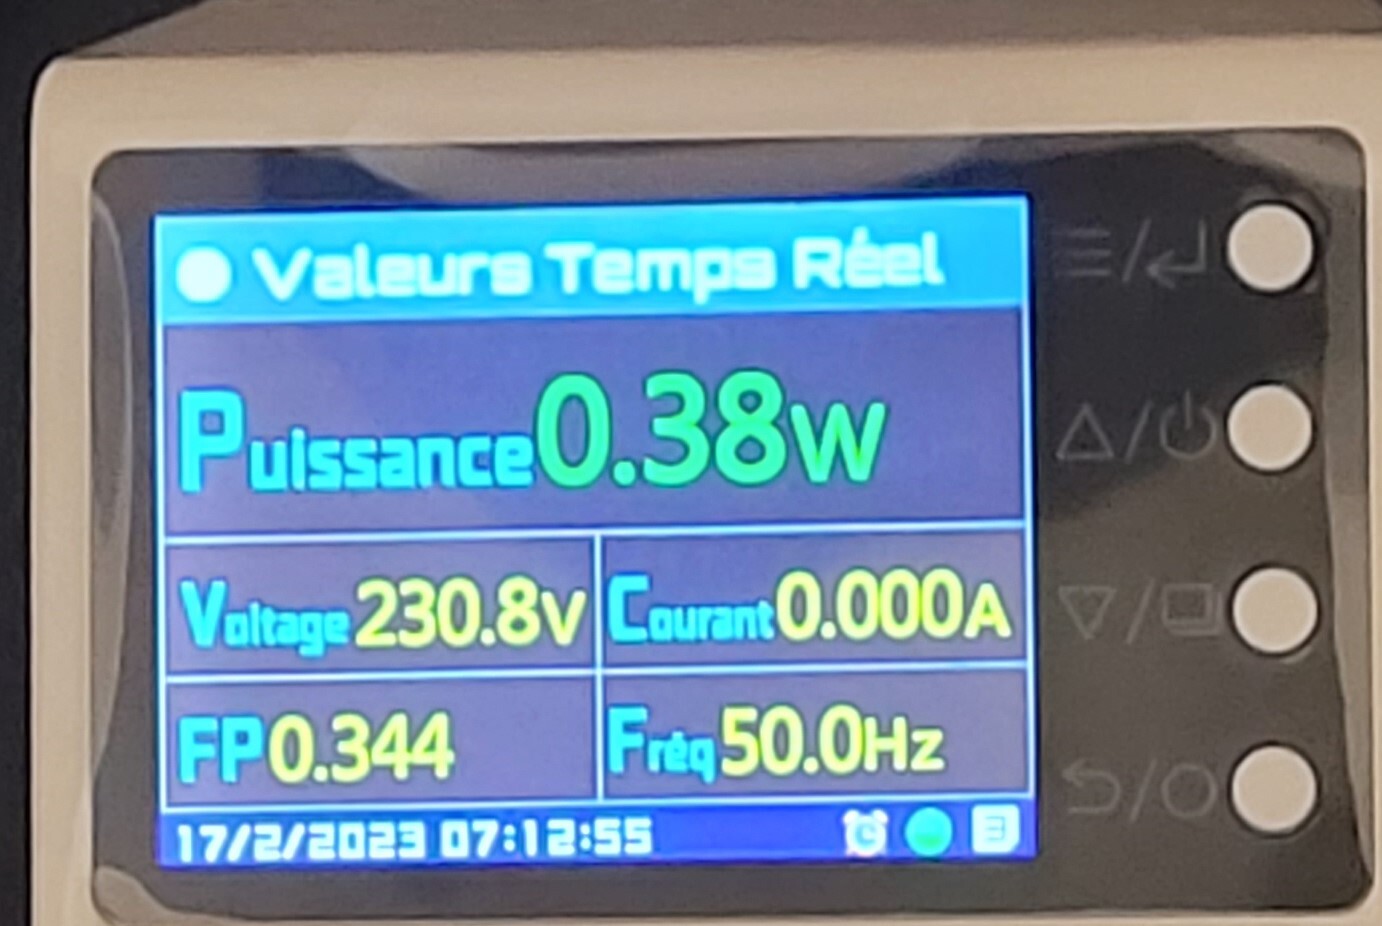 Valeurs Temps Réel
Puissance 0.38W
Voltage 230.8V
Courant 0.000A
FP 0.344
Fréq 50.0Hz
17/2/2023 07:12:55
3